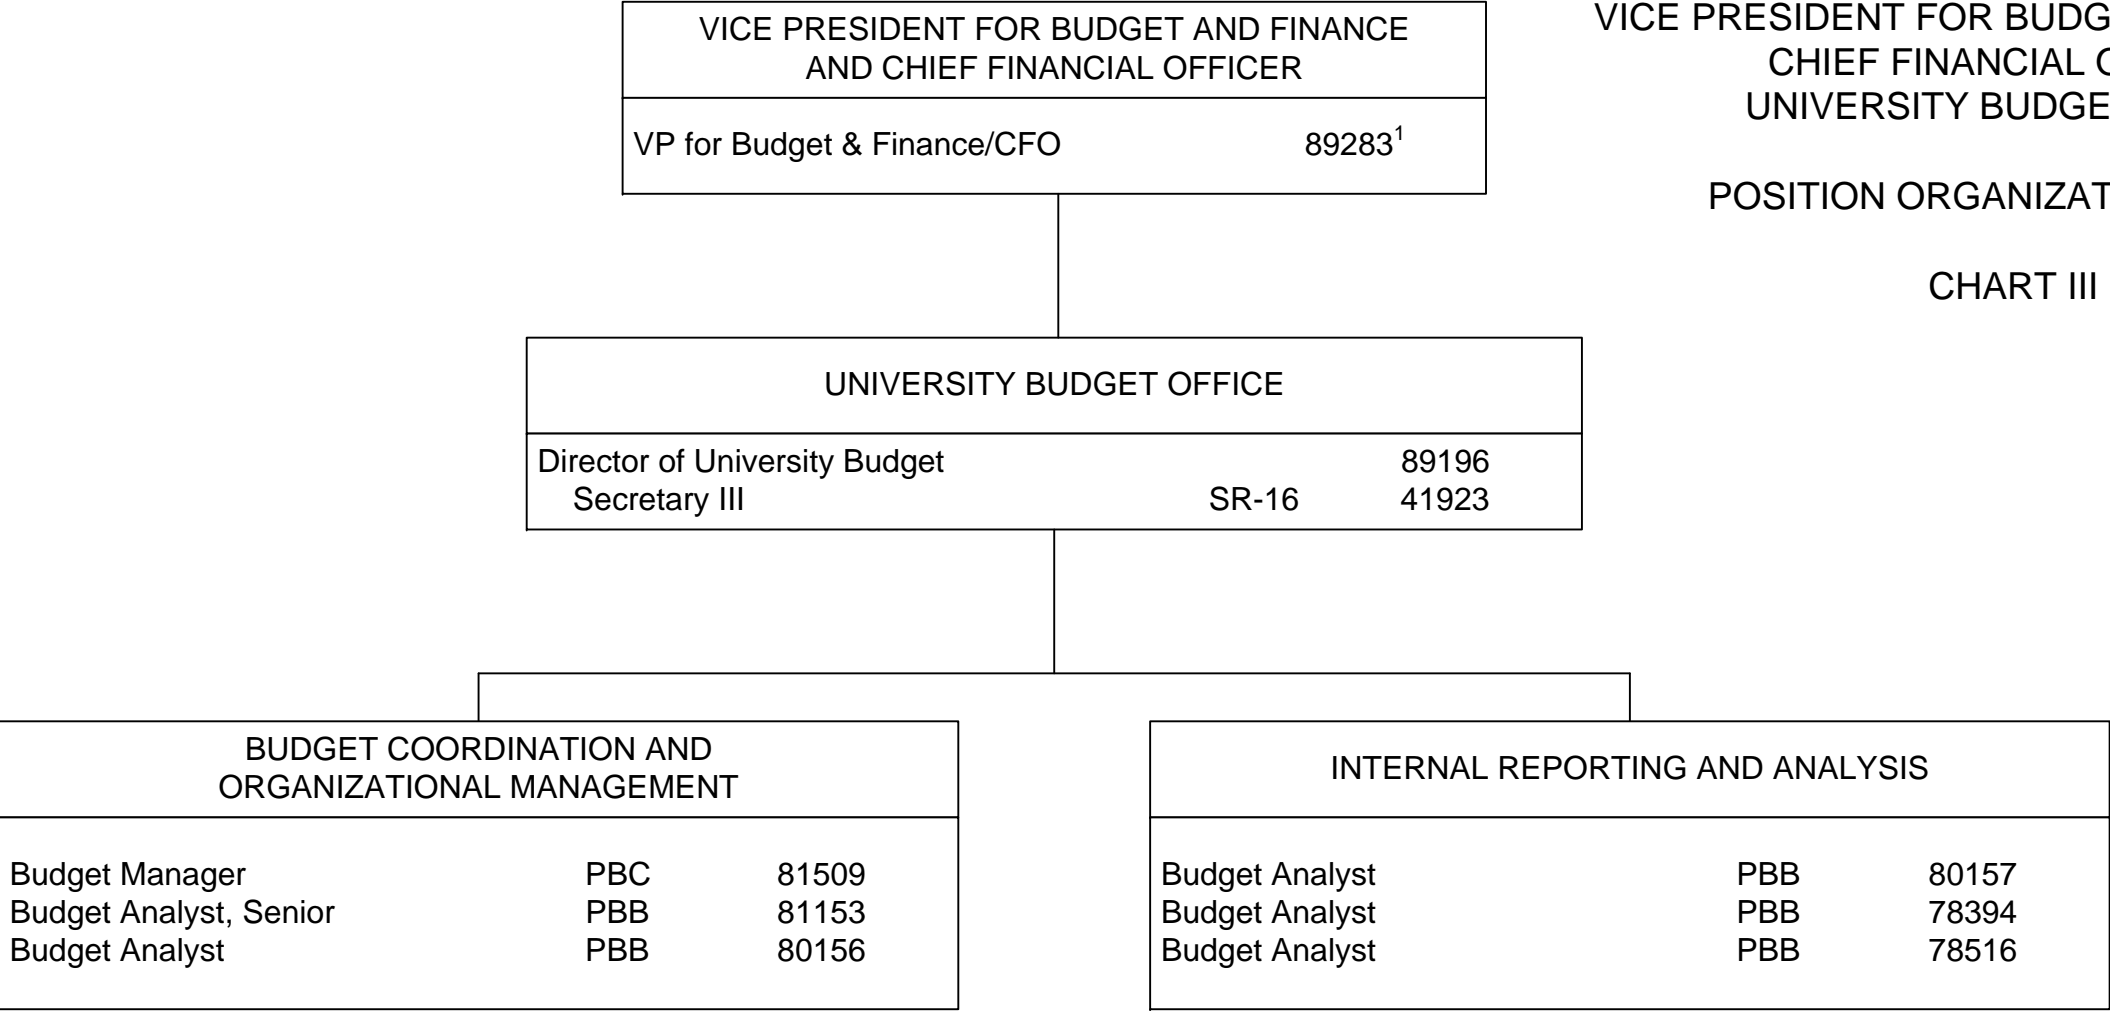 VICE PRESIDENT FOR BUDGET AND FINANCE
AND CHIEF FINANCIAL OFFICER
VP for Budget & Finance/CFO 89283¹
VICE PRESIDENT FOR
CHIEF FINANCIAL
UNIVERSITY
POSITION
CHART III
UNIVERSITY BUDGET OFFICE
Director of University Budget 89196
Secretary III SR-16 41923
BUDGET COORDINATION AND
ORGANIZATIONAL MANAGEMENT
Budget Manager PBC 81509
Budget Analyst, Senior PBB 81153
Budget Analyst PBB 80156
INTERNAL REPORTING AND ANALYSIS
Budget Analyst PBB 80157
Budget Analyst PBB 78394
Budget Analyst PBB 78516